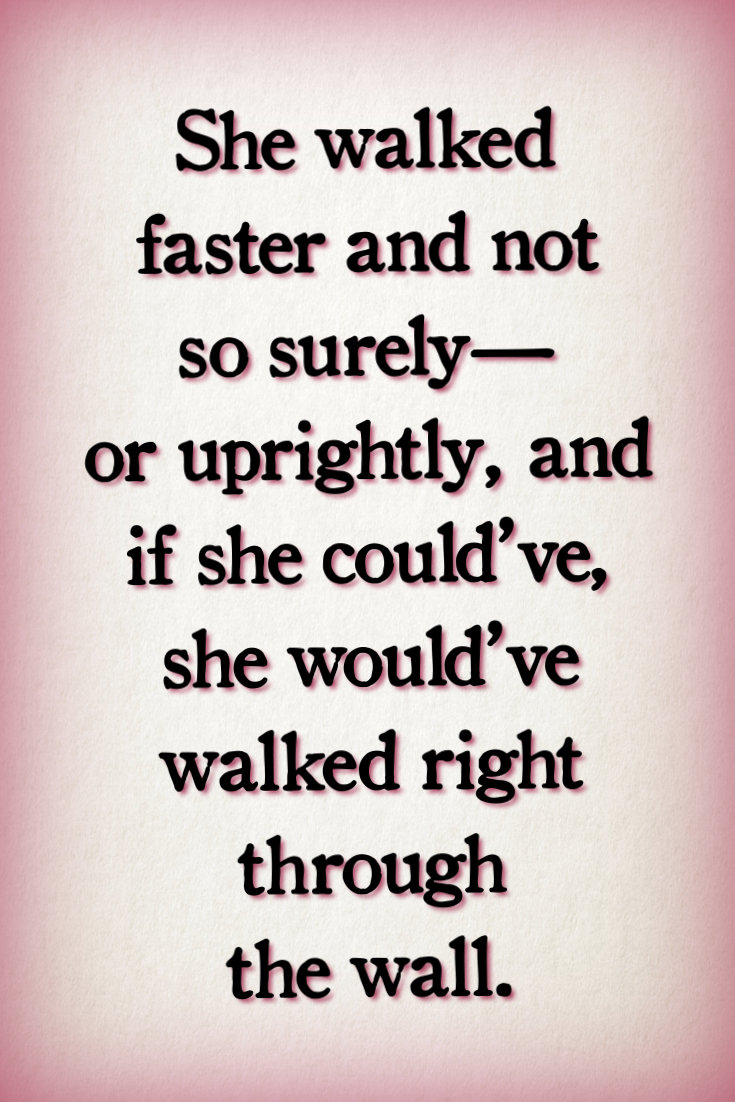 She walked
faster and not
so surely—
or uprightly, and
if she could’ve,
she would’ve
walked right
through
the wall.